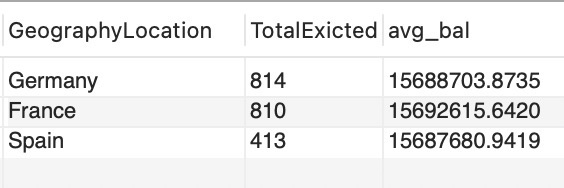 GeographyLocation TotalExicted avg_bal
Germany 814 15688703.8735
France 810 15692615.6420
Spain 413 15687680.9419